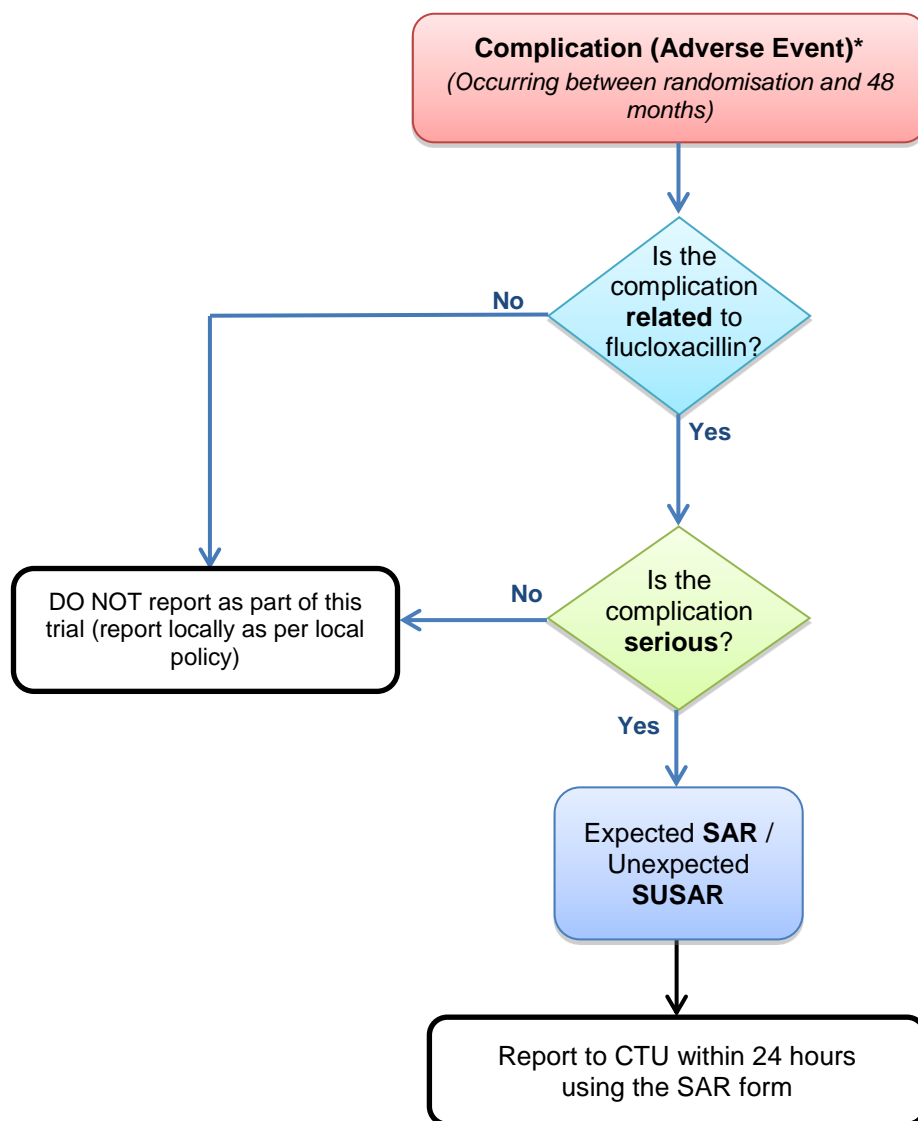 Complication (Adverse Event)*
(Occurring between randomisation and 48
months)
Is the
complication
related to
flucloxacillin?
No
Yes
Is the
complication
serious?
No
DO NOT report as part of this
trial (report locally as per local
policy)
Yes
Expected SAR /
Unexpected
SUSAR
Report to CTU within 24 hours
using the SAR form